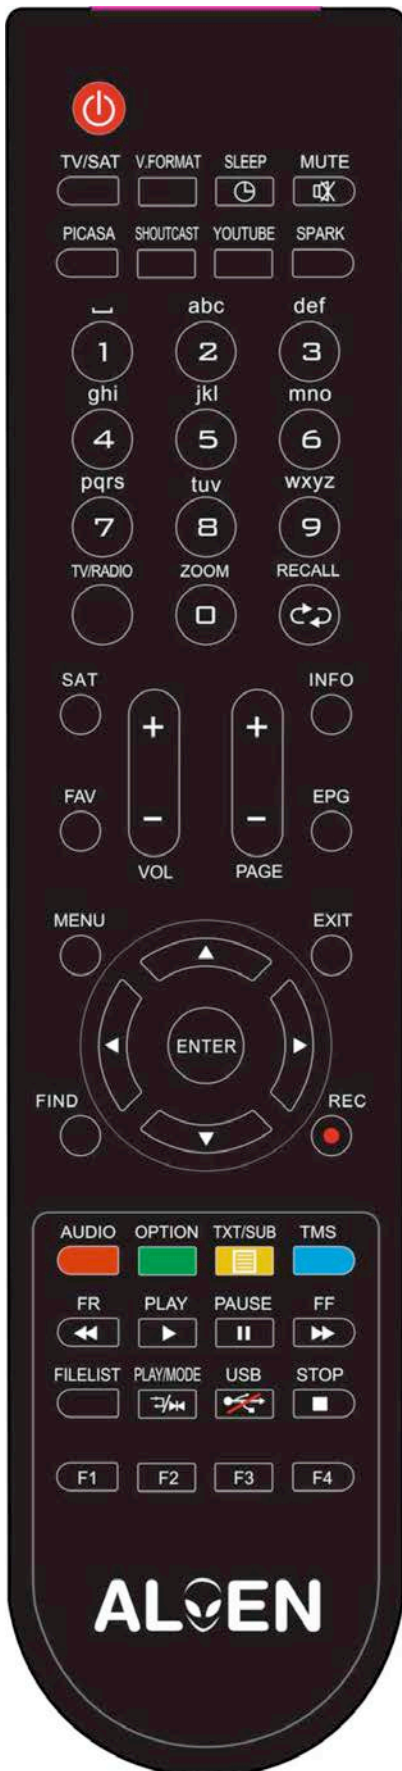 TV/SAT V.FORMAT SLEEP MUTE
PICASA SHOUTCAST YOUTUBE SPARK
abc def
1 2 3
ghi jkl mno
4 5 6
pqrs tuv wxyz
7 8 9
TV/RADIO ZOOM RECALL
0
SAT INFO
+ +
FAV EPG
- -
VOL PAGE
MENU EXIT
ENTER
FIND REC
AUDIO OPTION TXT/SUB TMS
FR PLAY PAUSE FF
FILELIST PLAY/MODE USB STOP
F1 F2 F3 F4
ALIEN